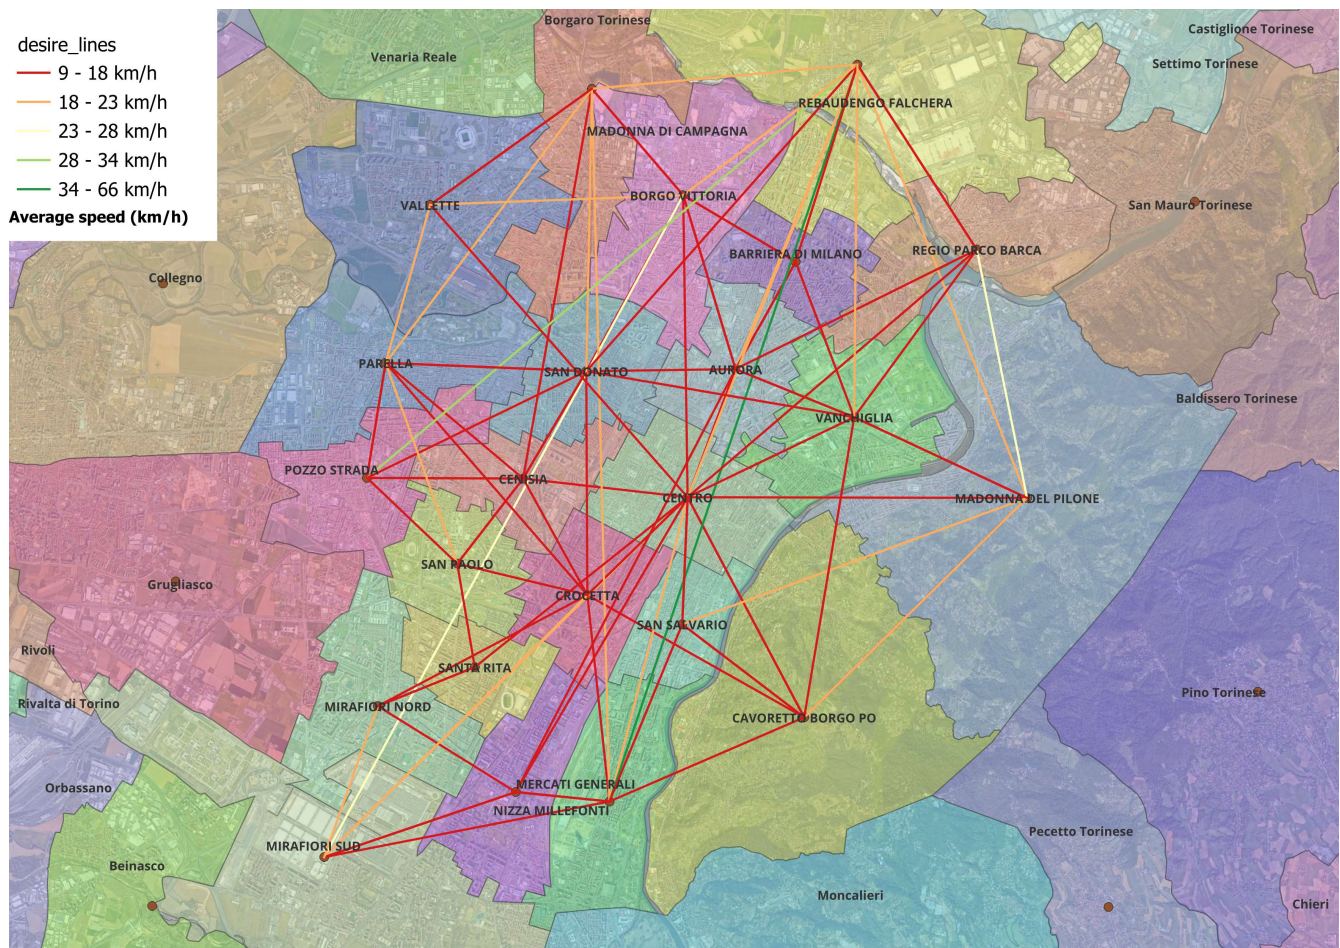 desire_lines
9 - 18 km/h
18 - 23 km/h
23 - 28 km/h
28 - 34 km/h
34 - 66 km/h
Average speed (km/h)
Borgaro Torinese
Castiglione Torinese
Venaria Reale
Settimo Torinese
REBAUDENGO FALCHERA
MADONNA DI CAMPAGNA
BORGO VITTORIA
VALLETTE
San Mauro Torinese
BARRIERA DI MILANO
REGIO PARCO BARCA
Collegno
PARELLA
SAN DONATO
AURORA
Baldissero Torinese
VANCHIGLIA
POZZO STRADA
CENISIA
CENTRO
MADONNA DEL PILONE
SAN PAOLO
Grugliasco
CROCETTA
SAN SALVARIO
Rivoli
SANTA RITA
Pino Torinese
Rivalta di Torino
MIRAFIORI NORD
CAVORETTO BORGO PO
Orbassano
MERCATI GENERALI
NIZZA MILLEFONTI
Pecetto Torinese
MIRAFIORI SUD
Beinasco
Moncalieri
Chieri